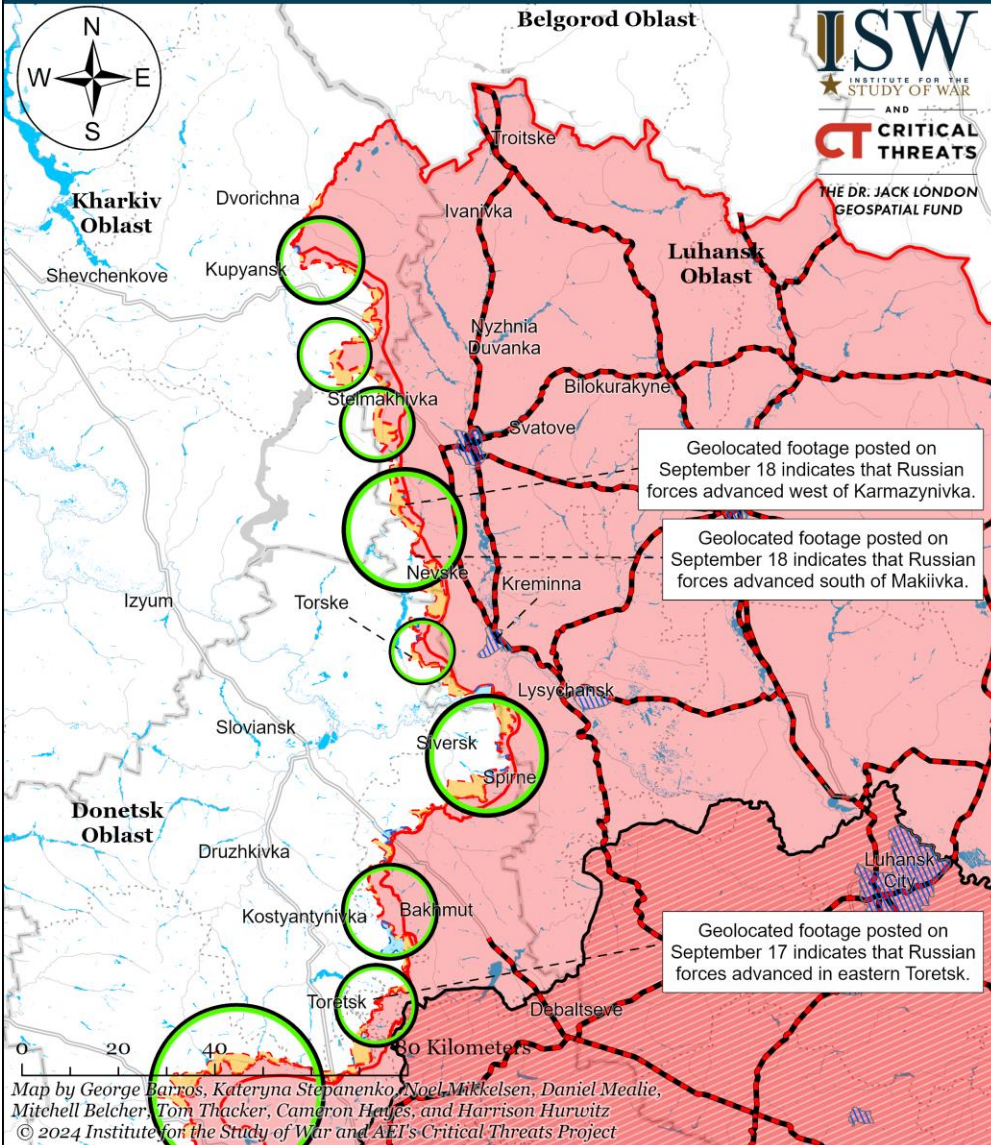 Belgorod Oblast
N
W
E
S
ISW
INSTITUTE FOR THE
STUDY OF WAR
AND
CT CRITICAL
THREATS
THE DR. JACK LONDON
GEOSPATIAL FUND
Troitske
Kharkiv
Oblast
Dvorichna
Ivanivka
Shevchenkove
Kupyansk
Luhansk
Oblast
Nyzhnia
Duvanka
Bilokurakyne
Stelmakhivka
Svatove
Geolocated footage posted on
September 18 indicates that Russian
forces advanced west of Karmazynivka.
Geolocated footage posted on
September 18 indicates that Russian
forces advanced south of Makiivka.
Nevske
Kreminna
Izyum
Torske
Lysychansk
Sloviansk
Siversk
Spirne
Donetsk
Oblast
Druzhkivka
Luhansk
City
Kostyantynivka
Bakhmut
Geolocated footage posted on
September 17 indicates that Russian
forces advanced in eastern Toretsk.
Toretsk
Debaltseve
0 20 40 80 Kilometers
Map by George Barros, Kateryna Stepanenko, Noel Mikkelsen, Daniel Mealie,
Mitchell Belcher, Tom Thacker, Cameron Hayes, and Harrison Hurwitz
© 2024 Institute for the Study of War and AEI's Critical Threats Project